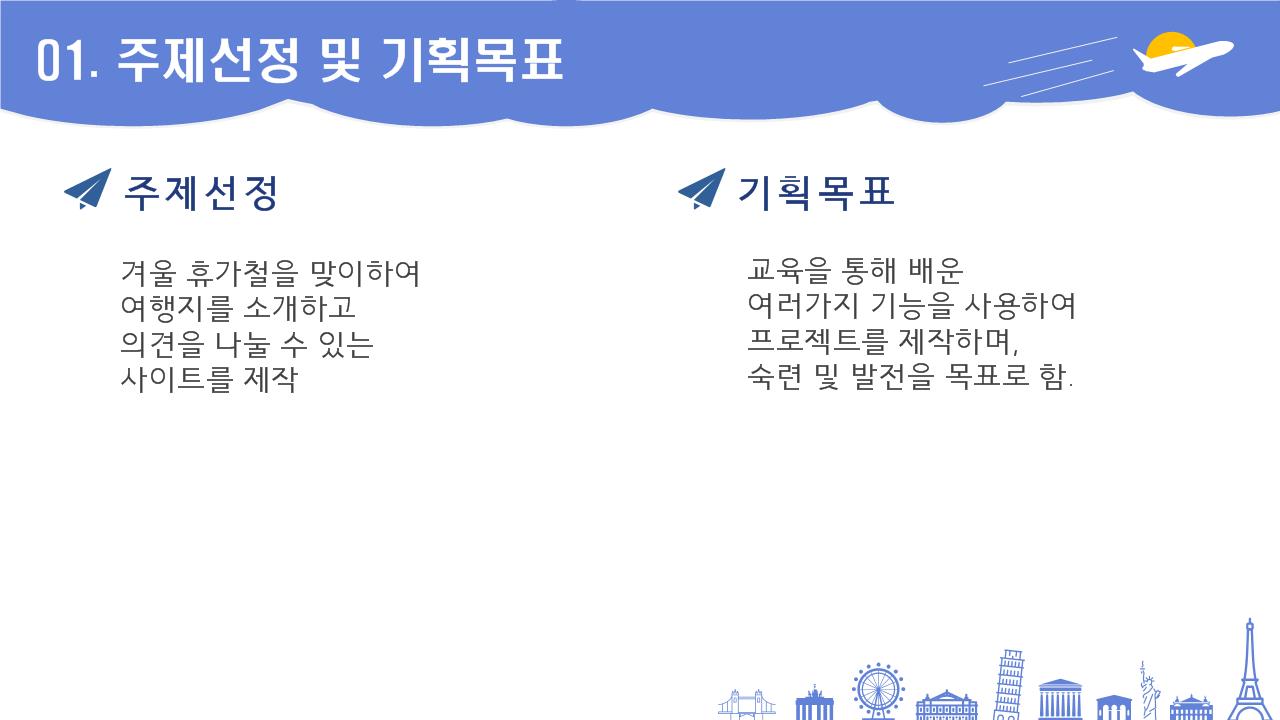 01. 주제선정 및 기획목표
주제선정
겨울 휴가철을 맞이하여
여행지를 소개하고
의견을 나눌 수 있는
사이트를 제작
기획목표
교육을 통해 배운
여러가지 기능을 사용하여
프로젝트를 제작하며,
숙련 및 발전을 목표로 함.